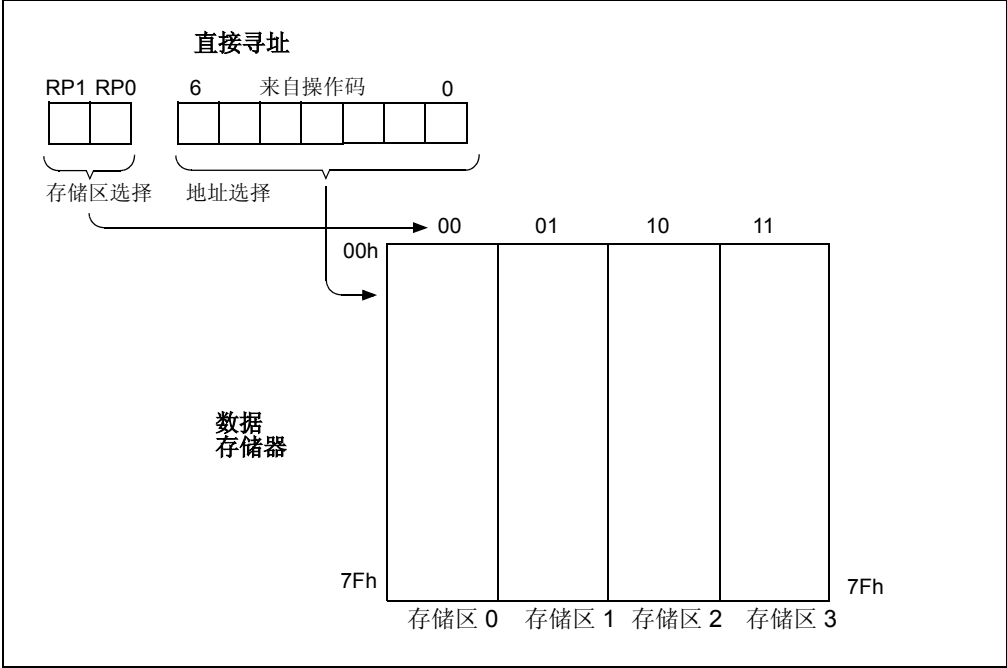 直接寻址
RP1 RP0 6 来自操作码 0
存储区选择 地址选择
00 01 10 11
00h
数据
存储器
7Fh 7Fh
存储区 0 存储区 1 存储区 2 存储区 3